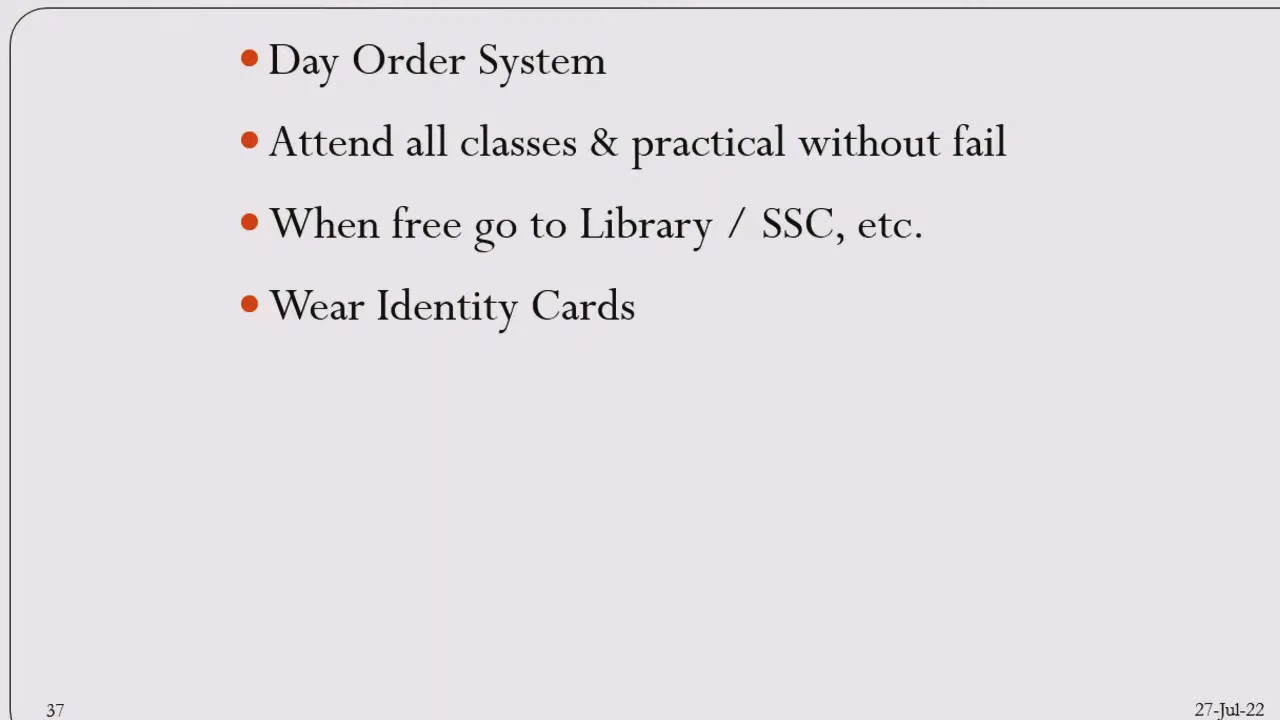 • Day Order System
• Attend all classes & practical without fail
• When free go to Library / SSC, etc.
• Wear Identity Cards
37
27-Jul-22